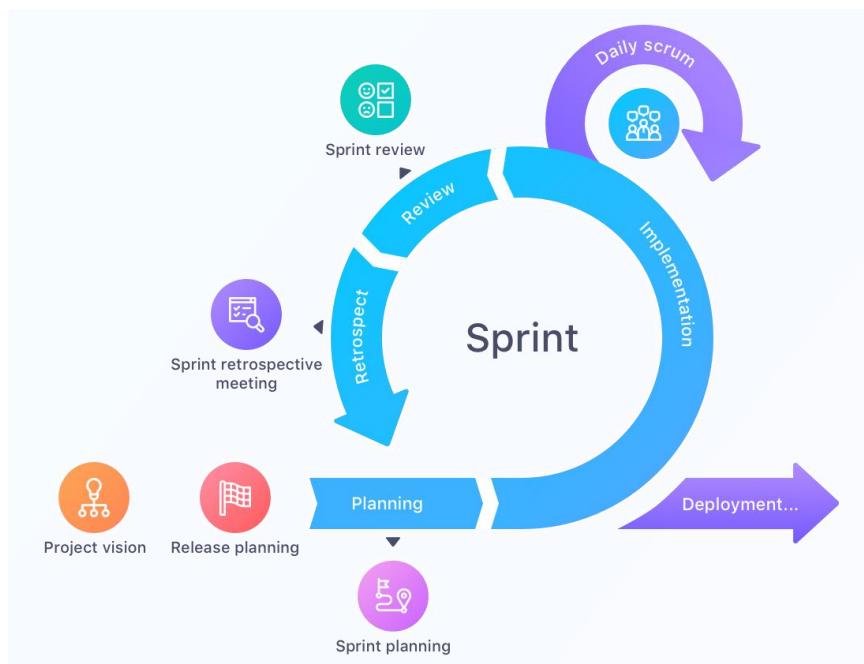 Daily scrum
Sprint review
Review
Implementation
Retrospect
Sprint
Sprint retrospective
meeting
Planning
Deployment...
Project vision
Release planning
Sprint planning